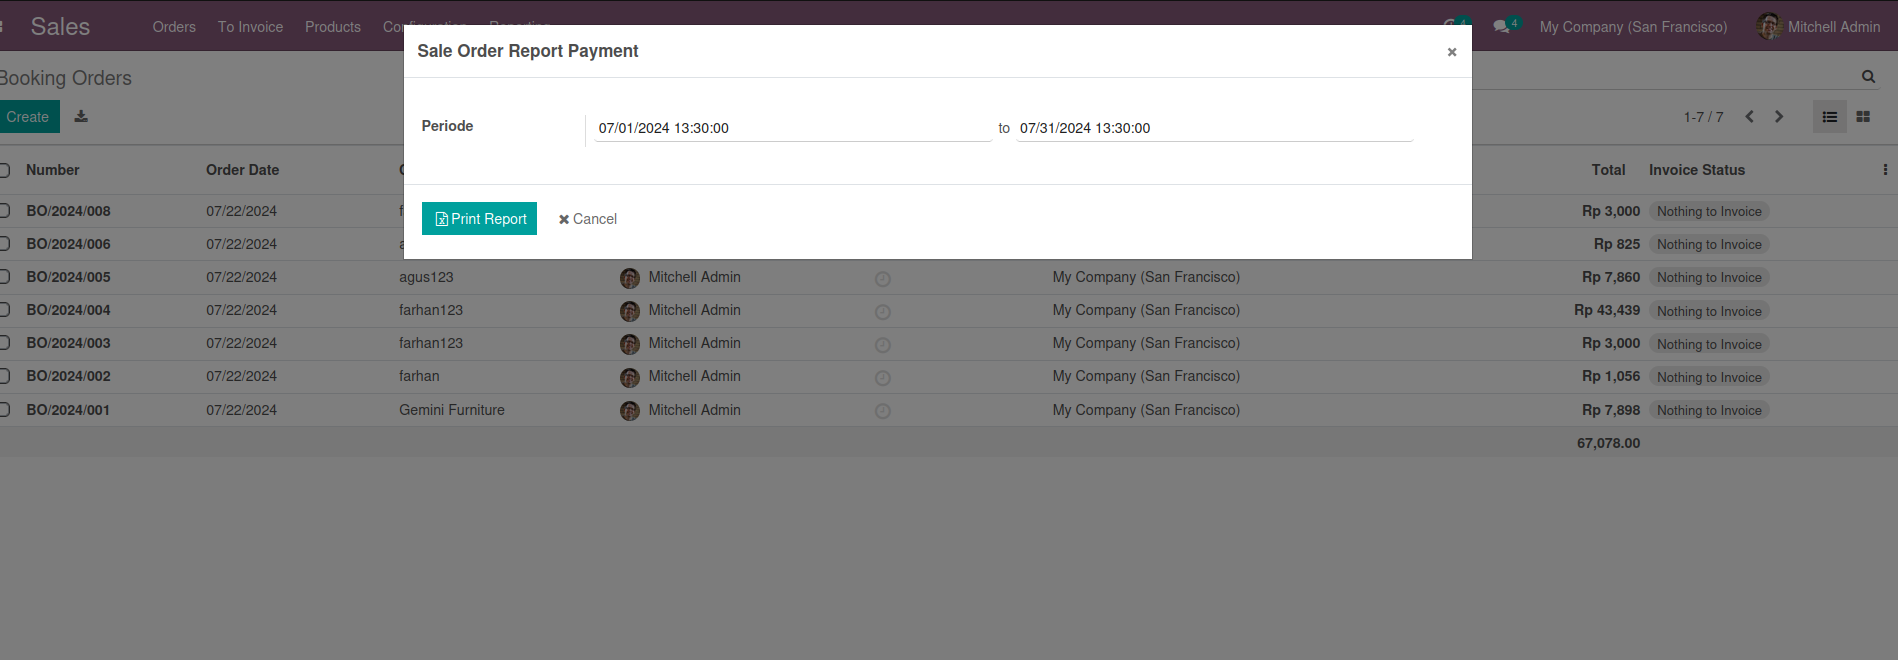 Sales Orders To Invoice Products Configuration Reporting 4 4 My Company (San Francisco) Mitchell Admin
Sale Order Report Payment ×
Booking Orders
Create
1-7 / 7
Periode 07/01/2024 13:30:00 to 07/31/2024 13:30:00
Print Report Cancel
Number Order Date Total Invoice Status
BO/2024/008 07/22/2024 Rp 3,000 Nothing to Invoice
BO/2024/006 07/22/2024 Rp 825 Nothing to Invoice
BO/2024/005 07/22/2024 agus123 Mitchell Admin My Company (San Francisco) Rp 7,860 Nothing to Invoice
BO/2024/004 07/22/2024 farhan123 Mitchell Admin My Company (San Francisco) Rp 43,439 Nothing to Invoice
BO/2024/003 07/22/2024 farhan123 Mitchell Admin My Company (San Francisco) Rp 3,000 Nothing to Invoice
BO/2024/002 07/22/2024 farhan Mitchell Admin My Company (San Francisco) Rp 1,056 Nothing to Invoice
BO/2024/001 07/22/2024 Gemini Furniture Mitchell Admin My Company (San Francisco) Rp 7,898 Nothing to Invoice
67,078.00